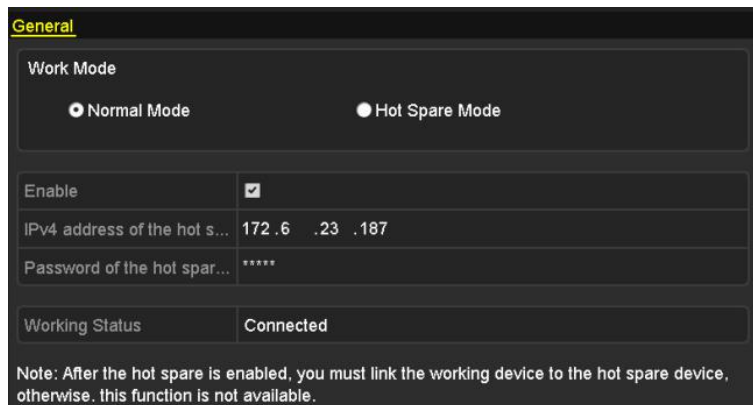 General
Work Mode
Normal Mode Hot Spare Mode
Enable
IPv4 address of the hot s... 172 .6 .23 .187
Password of the hot spar... *****
Working Status Connected
Note: After the hot spare is enabled, you must link the working device to the hot spare device,
otherwise. this function is not available.